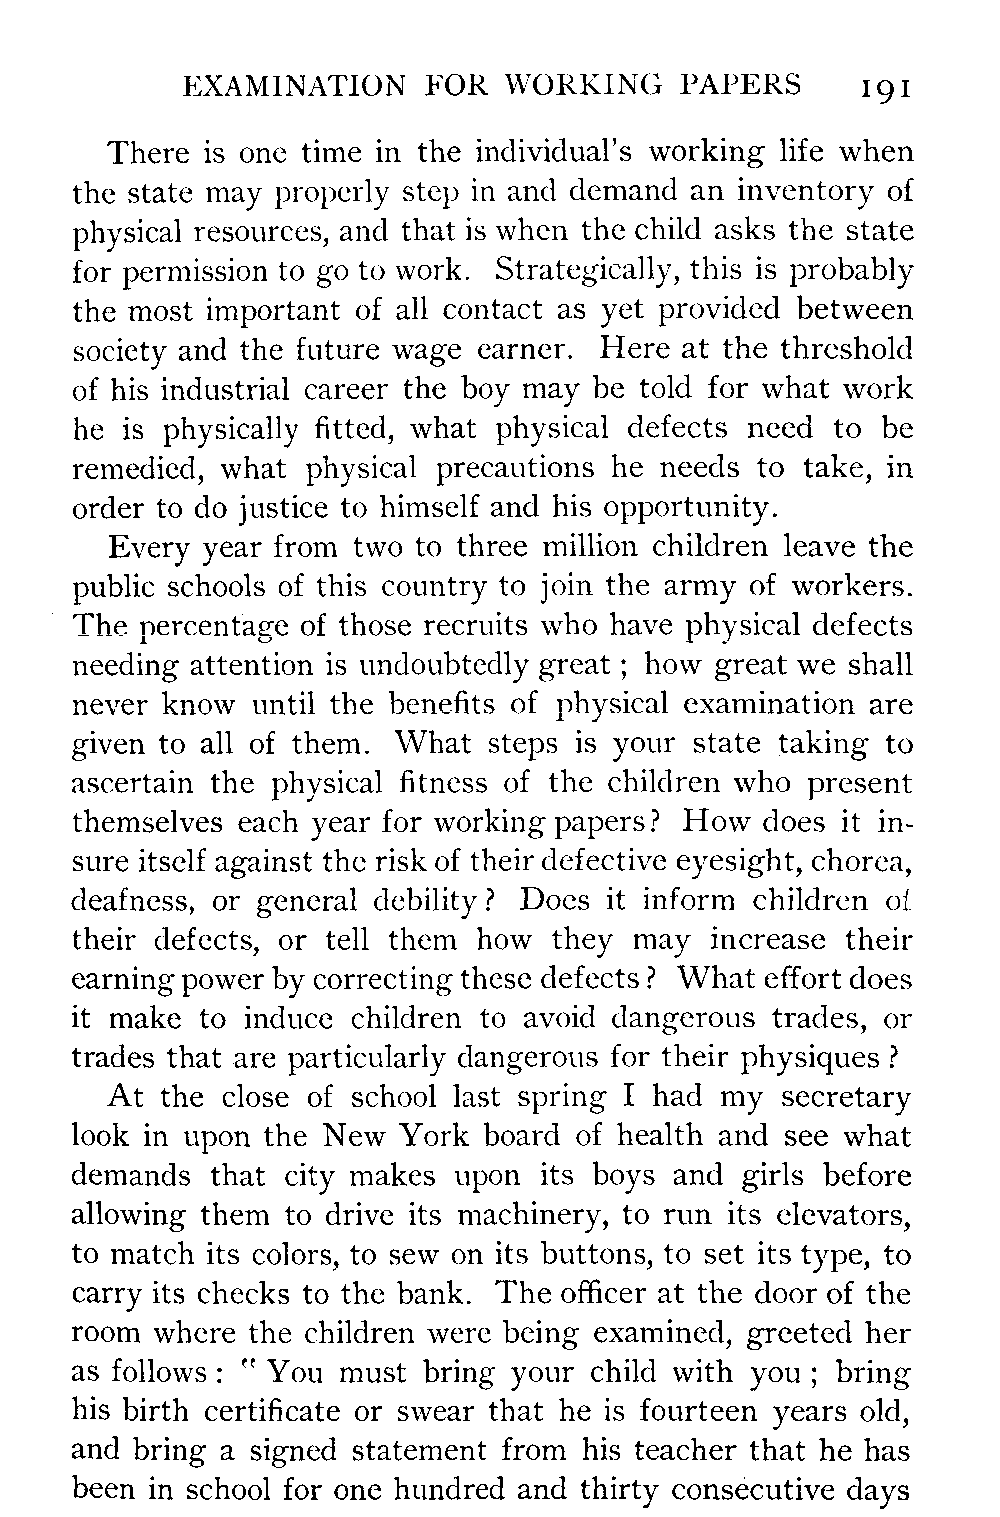 EXAMINATION FOR WORKING PAPERS 191
There is one time in the individual's working life when
the state may properly step in and demand an inventory of
physical resources, and that is when the child asks the state
for permission to go to work. Strategically, this is probably
the most important of all contact as yet provided between
society and the future wage earner. Here at the threshold
of his industrial career the boy may be told for what work
he is physically fitted, what physical defects need to be
remedied, what physical precautions he needs to take, in
order to do justice to himself and his opportunity.
Every year from two to three million children leave the
public schools of this country to join the army of workers.
The percentage of those recruits who have physical defects
needing attention is undoubtedly great ; how great we shall
never know until the benefits of physical examination are
given to all of them. What steps is your state taking to
ascertain the physical fitness of the children who present
themselves each year for working papers? How does it in-
sure itself against the risk of their defective eyesight, chorea,
deafness, or general debility ? Does it inform children of
their defects, or tell them how they may increase their
earning power by correcting these defects ? What effort does
it make to induce children to avoid dangerous trades, or
trades that are particularly dangerous for their physiques ?
At the close of school last spring I had my secretary
look in upon the New York board of health and see what
demands that city makes upon its boys and girls before
allowing them to drive its machinery, to run its elevators,
to match its colors, to sew on its buttons, to set its type, to
carry its checks to the bank. The officer at the door of the
room where the children were being examined, greeted her
as follows : " You must bring your child with you ; bring
his birth certificate or swear that he is fourteen years old,
and bring a signed statement from his teacher that he has
been in school for one hundred and thirty consecutive days